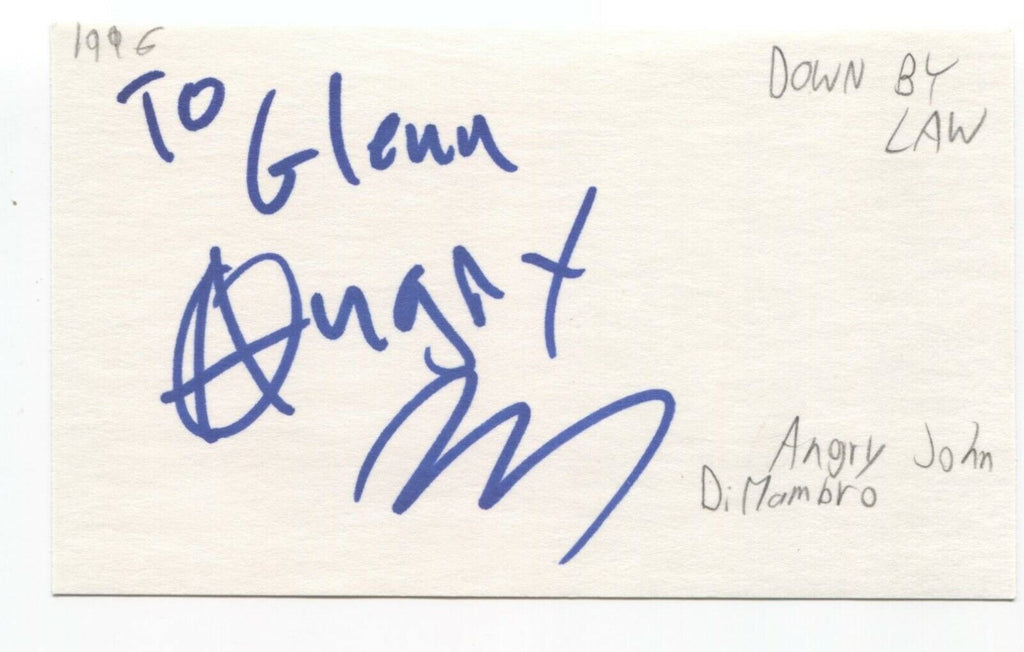 1996
DOWN BY
LAW
TO Glenn
Angry
Angry John
DiMambro